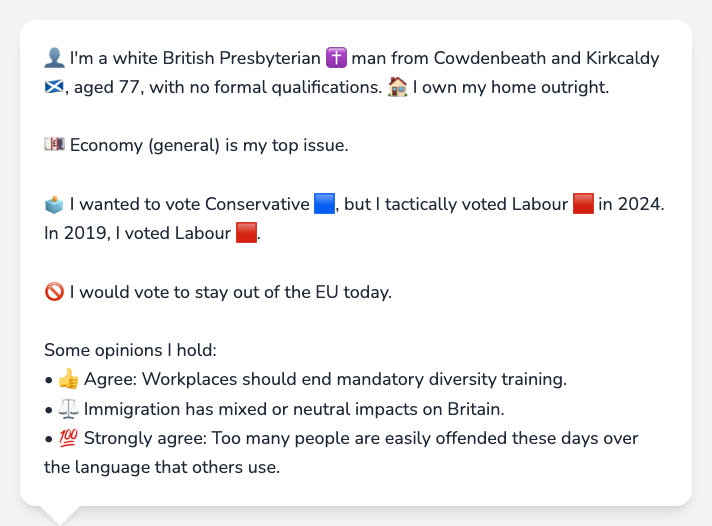 👤 I'm a white British Presbyterian ✝️ man from Cowdenbeath and Kirkcaldy
🏴󠁧󠁢󠁳󠁣󠁴󠁿, aged 77, with no formal qualifications. 🏠 I own my home outright.
💷 Economy (general) is my top issue.
🗳️ I wanted to vote Conservative 🟦, but I tactically voted Labour 🟥 in 2024.
In 2019, I voted Labour 🟥.
🚫 I would vote to stay out of the EU today.
Some opinions I hold:
• 👍 Agree: Workplaces should end mandatory diversity training.
• ⚖️ Immigration has mixed or neutral impacts on Britain.
• 💯 Strongly agree: Too many people are easily offended these days over
the language that others use.